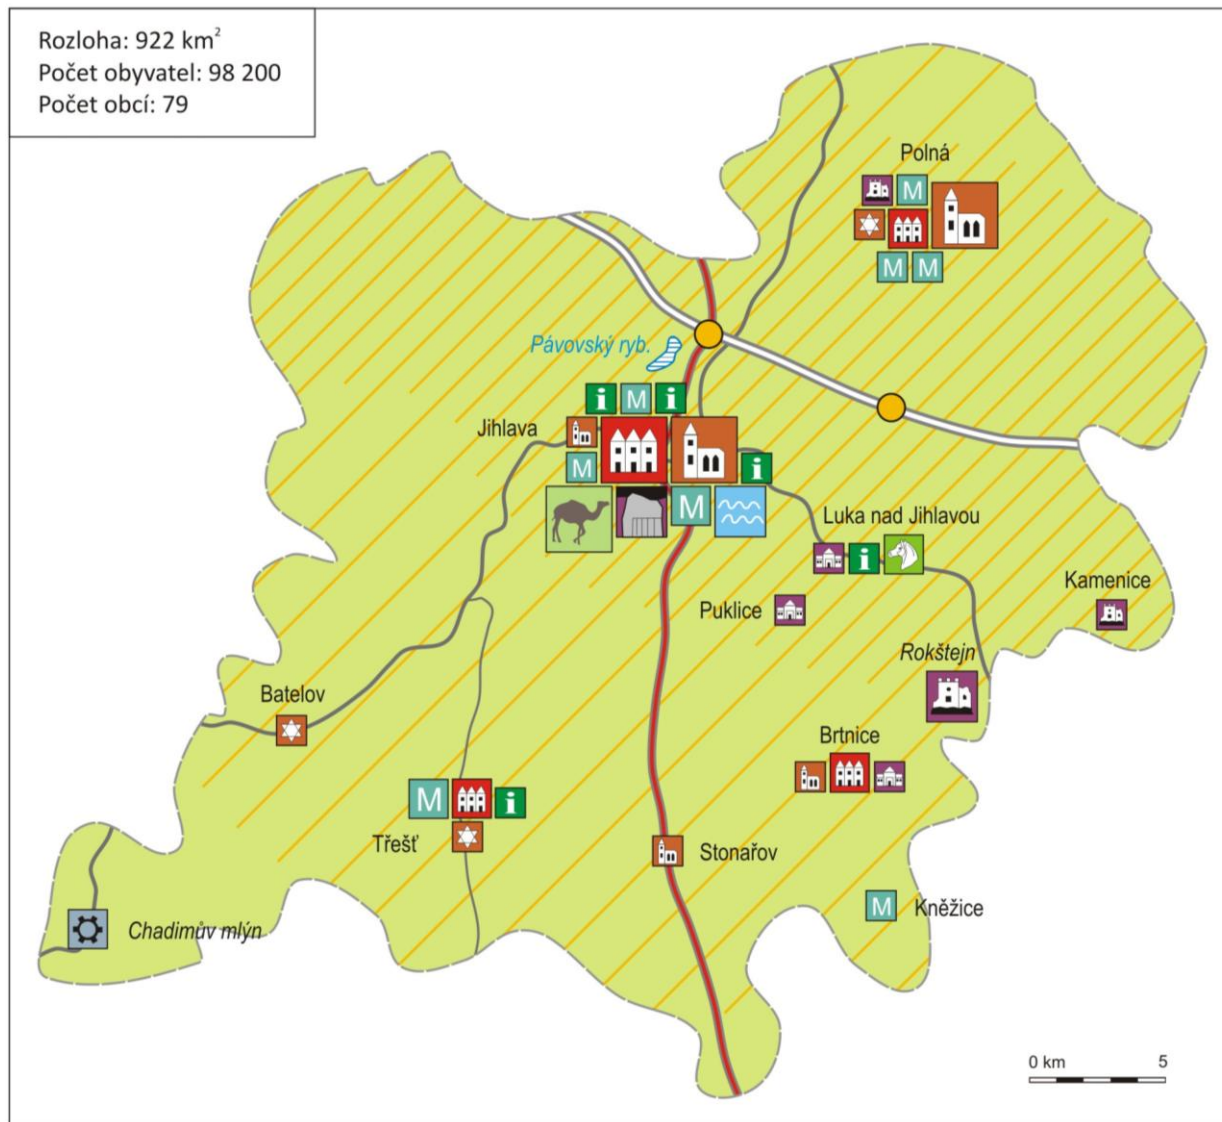 Rozloha: 922 km²
Počet obyvatel: 98 200
Počet obcí: 79
Polná
M
M M
Pávovský ryb.
i M i
Jihlava
M
i
M
Luka nad Jihlavou
i
Kamenice
Puklice
Rokštejn
Batelov
Brtnice
M
i
Třešť
Stonařov
M
Kněžice
Chadimův mlýn
0 km 5